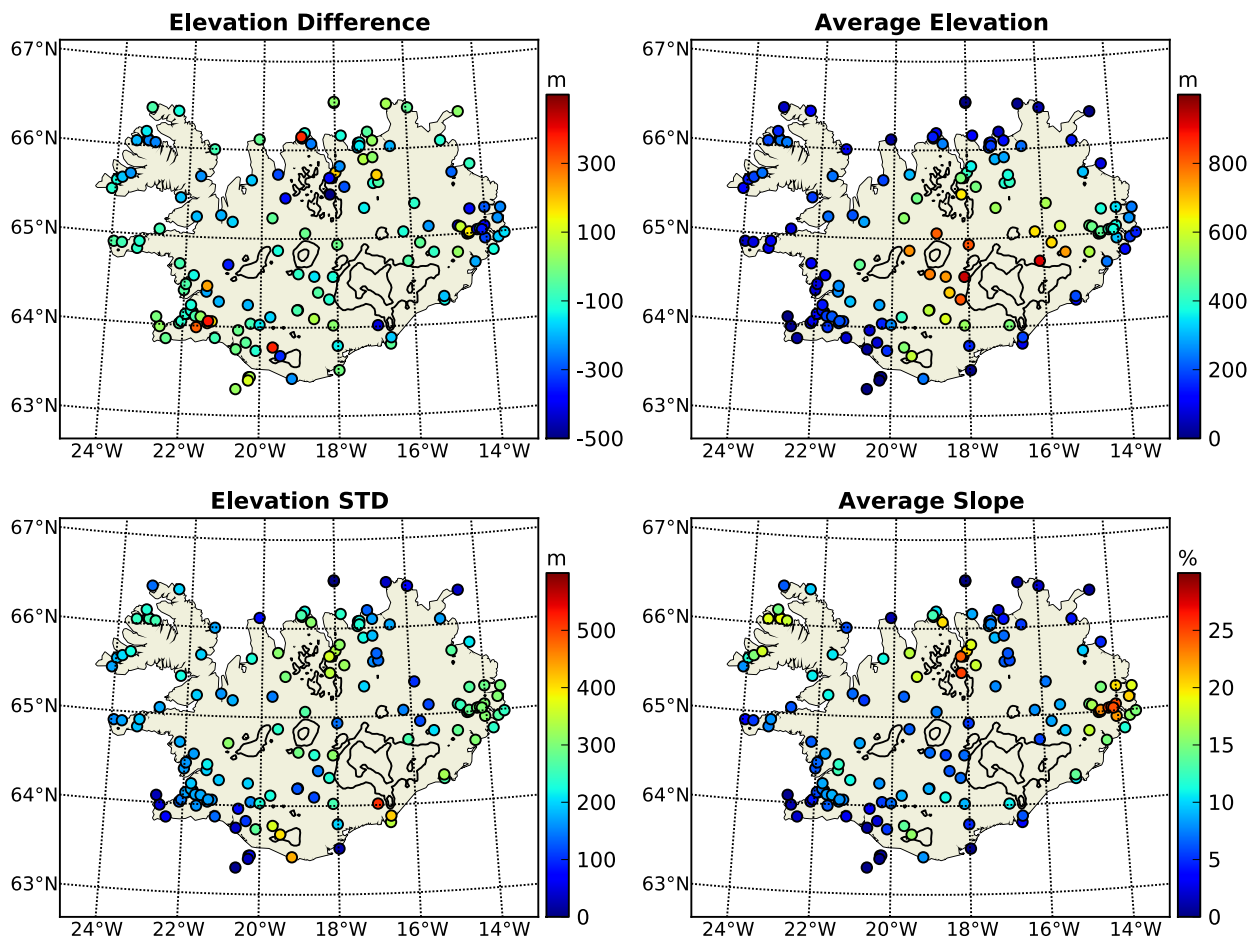 Elevation Difference
Average Elevation
67°N
66°N
65°N
64°N
63°N
24°W 22°W 20°W 18°W 16°W 14°W
m
300
100
-100
-300
-500
67°N
66°N
65°N
64°N
63°N
24°W 22°W 20°W 18°W 16°W 14°W
m
800
600
400
200
0
Elevation STD
Average Slope
67°N
66°N
65°N
64°N
63°N
24°W 22°W 20°W 18°W 16°W 14°W
m
500
400
300
200
100
0
67°N
66°N
65°N
64°N
63°N
24°W 22°W 20°W 18°W 16°W 14°W
%
25
20
15
10
5
0